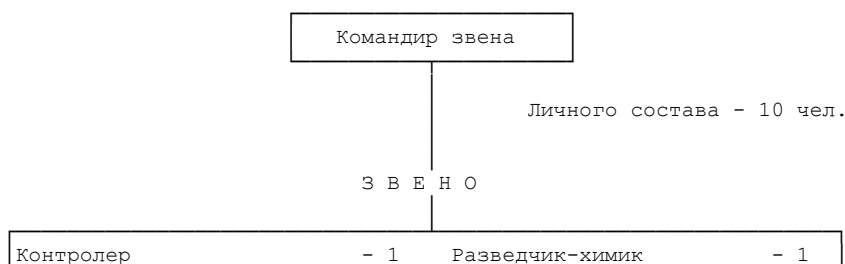 Командир звена
Личного состава - 10 чел.
З В Е Н О
Контролер - 1 Разведчик-химик - 1